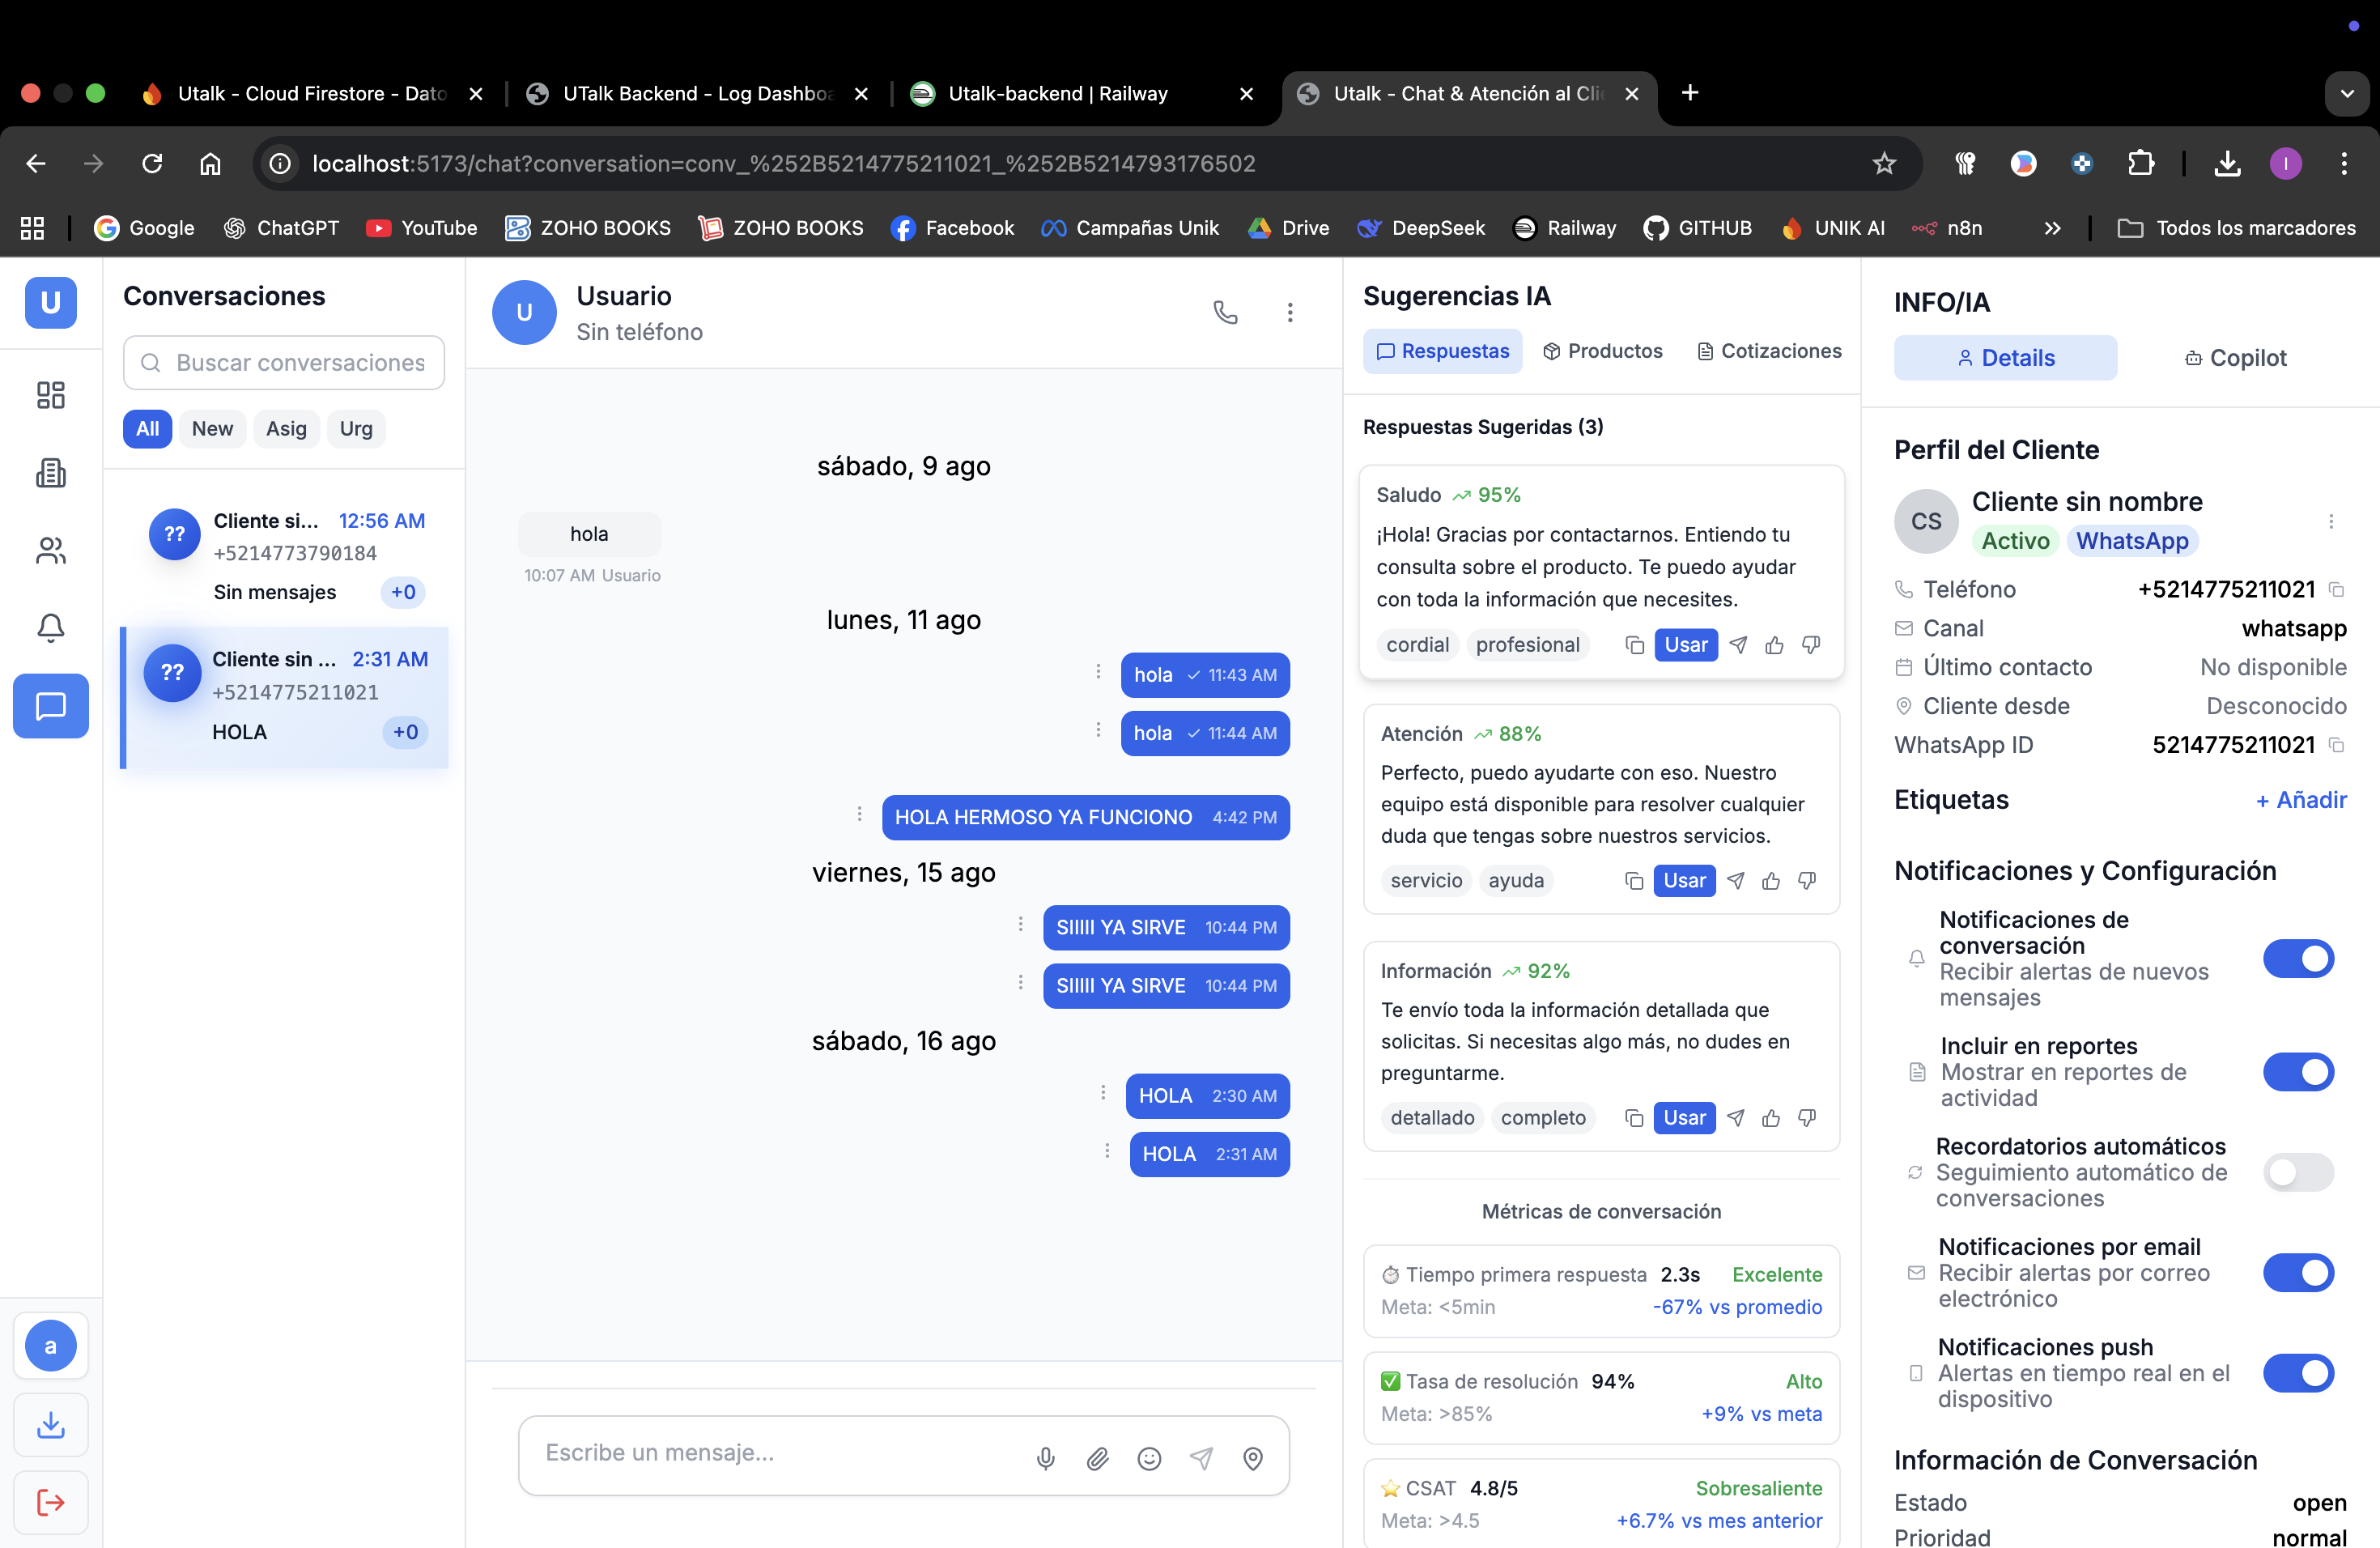 Utalk - Cloud Firestore - Dato
UTalk Backend - Log Dashboa
Utalk-backend | Railway
Utalk - Chat & Atención al Clie
localhost:5173/chat?conversation=conv_%252B5214775211021_%252B5214793176502
I
Google
ChatGPT
YouTube
ZOHO BOOKS
ZOHO BOOKS
Facebook
Campañas Unik
Drive
DeepSeek
Railway
GITHUB
UNIK AI
n8n
Todos los marcadores
U
a
Conversaciones
Buscar conversaciones
All
New
Asig
Urg
??
Cliente si... 12:56 AM
+5214773790184
Sin mensajes +0
??
Cliente sin ... 2:31 AM
+5214775211021
HOLA +0
U
Usuario
Sin teléfono
sábado, 9 ago
hola
10:07 AM Usuario
lunes, 11 ago
hola 11:43 AM
hola 11:44 AM
HOLA HERMOSO YA FUNCIONO 4:42 PM
viernes, 15 ago
SIIIII YA SIRVE 10:44 PM
SIIIII YA SIRVE 10:44 PM
sábado, 16 ago
HOLA 2:30 AM
HOLA 2:31 AM
Escribe un mensaje...
Sugerencias IA
Respuestas
Productos
Cotizaciones
Respuestas Sugeridas (3)
Saludo 95%
¡Hola! Gracias por contactarnos. Entiendo tu
consulta sobre el producto. Te puedo ayudar
con toda la información que necesites.
cordial profesional Usar
Atención 88%
Perfecto, puedo ayudarte con eso. Nuestro
equipo está disponible para resolver cualquier
duda que tengas sobre nuestros servicios.
servicio ayuda Usar
Información 92%
Te envío toda la información detallada que
solicitas. Si necesitas algo más, no dudes en
preguntarme.
detallado completo Usar
Métricas de conversación
Tiempo primera respuesta 2.3s Excelente
Meta: <5min -67% vs promedio
Tasa de resolución 94% Alto
Meta: >85% +9% vs meta
CSAT 4.8/5 Sobresaliente
Meta: >4.5 +6.7% vs mes anterior
INFO/IA
Details
Copilot
Perfil del Cliente
CS
Cliente sin nombre
Activo WhatsApp
Teléfono +5214775211021
Canal whatsapp
Último contacto No disponible
Cliente desde Desconocido
WhatsApp ID 5214775211021
Etiquetas + Añadir
Notificaciones y Configuración
Notificaciones de
conversación
Recibir alertas de nuevos
mensajes
Incluir en reportes
Mostrar en reportes de
actividad
Recordatorios automáticos
Seguimiento automático de
conversaciones
Notificaciones por email
Recibir alertas por correo
electrónico
Notificaciones push
Alertas en tiempo real en el
dispositivo
Información de Conversación
Estado open
Prioridad normal